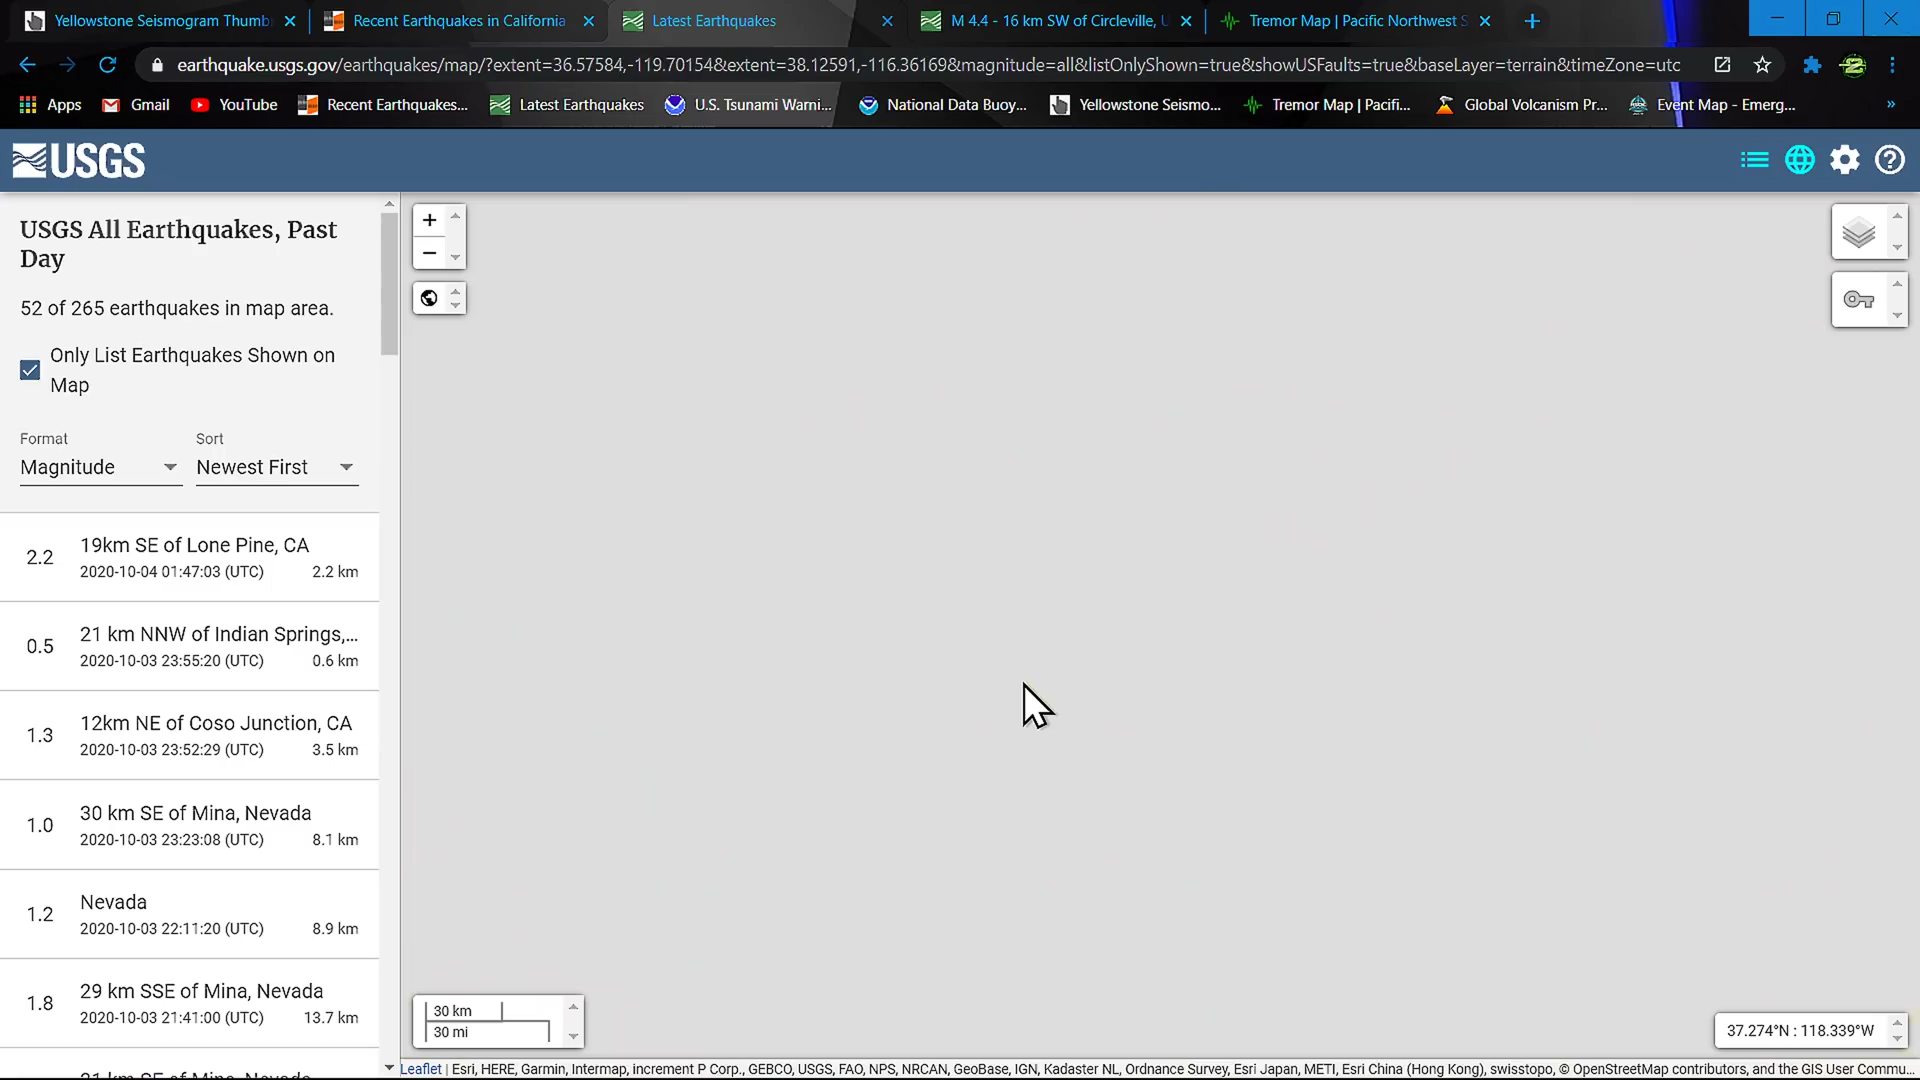 Yellowstone Seismogram Thumb
Recent Earthquakes in California
Latest Earthquakes
M 4.4 - 16 km SW of Circleville, U
Tremor Map | Pacific Northwest S
earthquake.usgs.gov/earthquakes/map/?extent=36.57584,-119.70154&extent=38.12591,-116.36169&magnitude=all&listOnlyShown=true&showUSFaults=true&baseLayer=terrain&timeZone=utc
Apps
Gmail
YouTube
Recent Earthquakes...
Latest Earthquakes
U.S. Tsunami Warni...
National Data Buoy...
Yellowstone Seismo...
Tremor Map | Pacifi...
Global Volcanism Pr...
Event Map - Emerg...
»
USGS
USGS All Earthquakes, Past
Day
52 of 265 earthquakes in map area.
Only List Earthquakes Shown on
Map
Format
Sort
Magnitude
Newest First
2.2
19km SE of Lone Pine, CA
2020-10-04 01:47:03 (UTC) 2.2 km
0.5
21 km NNW of Indian Springs,...
2020-10-03 23:55:20 (UTC) 0.6 km
1.3
12km NE of Coso Junction, CA
2020-10-03 23:52:29 (UTC) 3.5 km
1.0
30 km SE of Mina, Nevada
2020-10-03 23:23:08 (UTC) 8.1 km
1.2
Nevada
2020-10-03 22:11:20 (UTC) 8.9 km
1.8
29 km SSE of Mina, Nevada
2020-10-03 21:41:00 (UTC) 13.7 km
31 km SE of Mina, Nevada
+
−
30 km
30 mi
37.274°N : 118.339°W
Leaflet | Esri, HERE, Garmin, Intermap, increment P Corp., GEBCO, USGS, FAO, NPS, NRCAN, GeoBase, IGN, Kadaster NL, Ordnance Survey, Esri Japan, METI, Esri China (Hong Kong), swisstopo, © OpenStreetMap contributors, and the GIS User Commu...